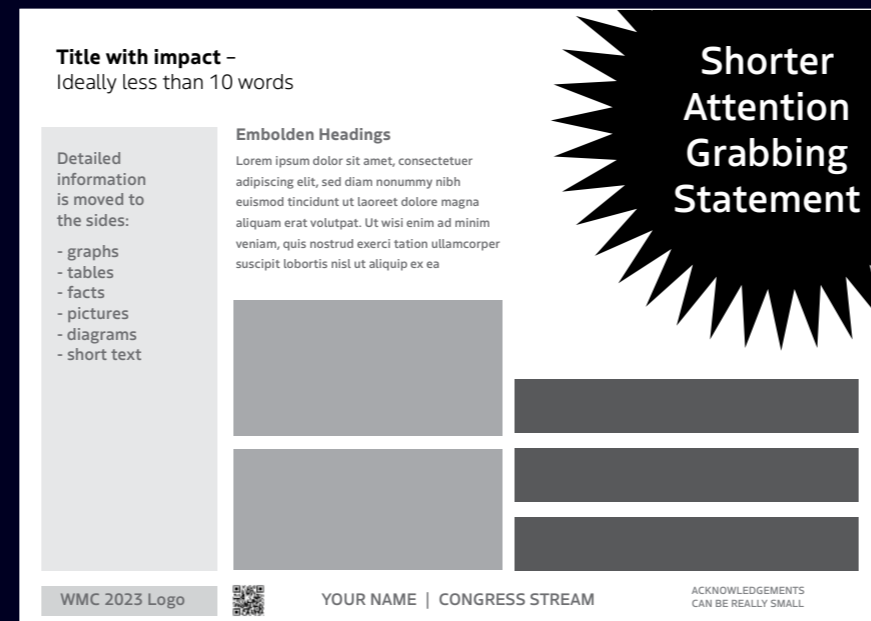 Title with impact –
Ideally less than 10 words
Shorter
Attention
Grabbing
Statement
Detailed
information
is moved to
the sides:
- graphs
- tables
- facts
- pictures
- diagrams
- short text
Embolden Headings
Lorem ipsum dolor sit amet, consectetuer
adipiscing elit, sed diam nonummy nibh
euismod tincidunt ut laoreet dolore magna
aliquam erat volutpat. Ut wisi enim ad minim
veniam, quis nostrud exerci tation ullamcorper
suscipit lobortis nisl ut aliquip ex ea
WMC 2023 Logo
YOUR NAME | CONGRESS STREAM
ACKNOWLEDGEMENTS
CAN BE REALLY SMALL